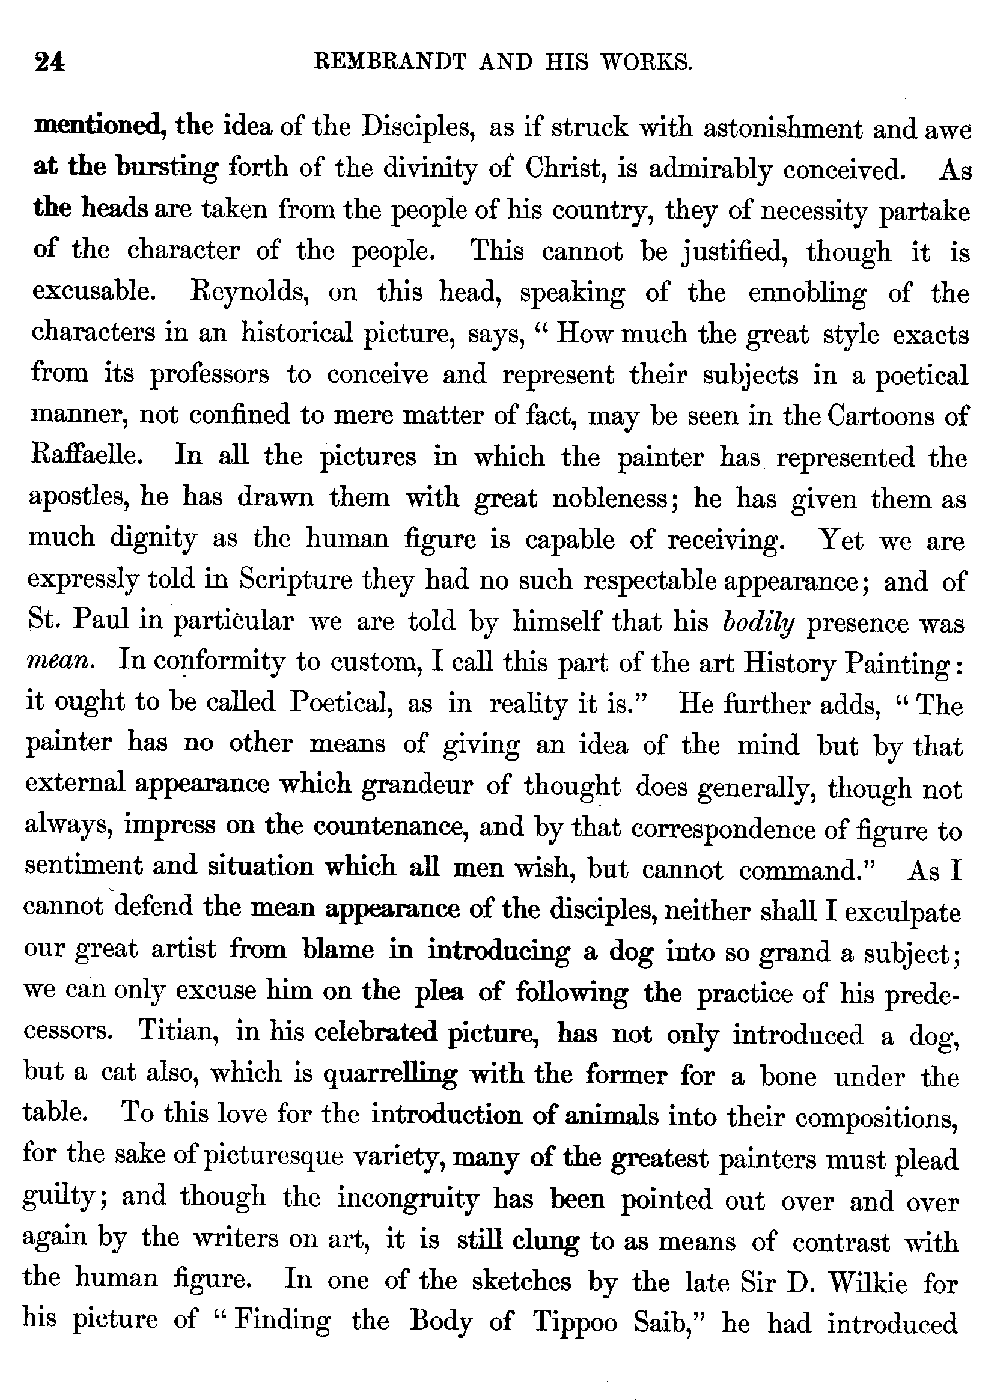 24 REMBRANDT AND HIS WORKS.
mentioned, the idea of the Disciples, as if struck with astonishment and awe
at the bursting forth of the divinity of Christ, is admirably conceived. As
the heads are taken from the people of his country, they of necessity partake
of the character of the people. This cannot be justified, though it is
excusable. Reynolds, on this head, speaking of the ennobling of the
characters in an historical picture, says, “ How much the great style exacts
from its professors to conceive and represent their subjects in a poetical
manner, not confined to mere matter of fact, may be seen in the Cartoons of
Raffaelle. In all the pictures in which the painter has represented the
apostles, he has drawn them with great nobleness; he has given them as
much dignity as the human figure is capable of receiving. Yet we are
expressly told in Scripture they had no such respectable appearance; and of
St. Paul in particular we are told by himself that his bodily presence was
mean. In conformity to custom, I call this part of the art History Painting:
it ought to be called Poetical, as in reality it is.” He further adds, “ The
painter has no other means of giving an idea of the mind but by that
external appearance which grandeur of thought does generally, though not
always, impress on the countenance, and by that correspondence of figure to
sentiment and situation which all men wish, but cannot command.” As I
cannot defend the mean appearance of the disciples, neither shall I exculpate
our great artist from blame in introducing a dog into so grand a subject;
we can only excuse him on the plea of following the practice of his prede-
cessors. Titian, in his celebrated picture, has not only introduced a dog,
but a cat also, which is quarrelling with the former for a bone under the
table. To this love for the introduction of animals into their compositions,
for the sake of picturesque variety, many of the greatest painters must plead
guilty; and though the incongruity has been pointed out over and over
again by the writers on art, it is still clung to as means of contrast with
the human figure. In one of the sketches by the late Sir D. Wilkie for
his picture of “ Finding the Body of Tippoo Saib,” he had introduced